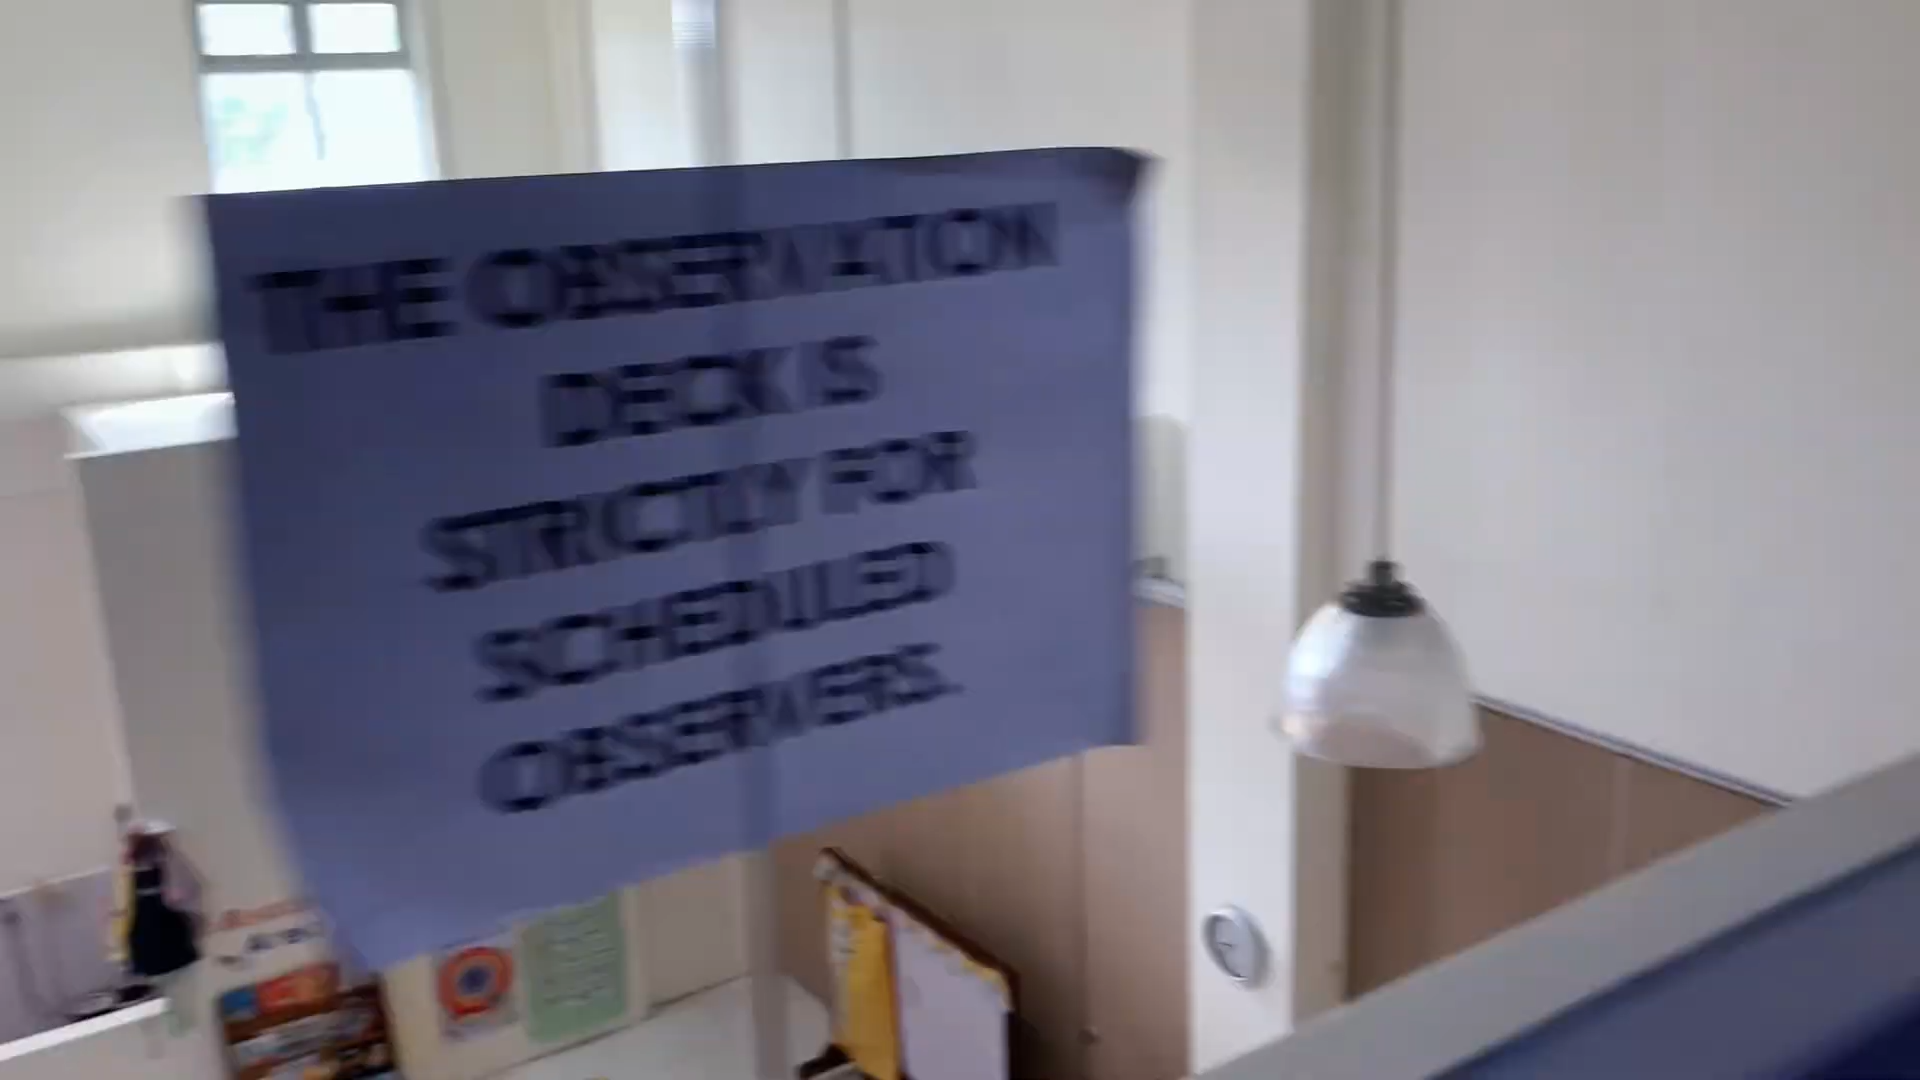 THE OBSERVATION
DECK IS
STRICTLY FOR
SCHEDULED
OBSERVERS.